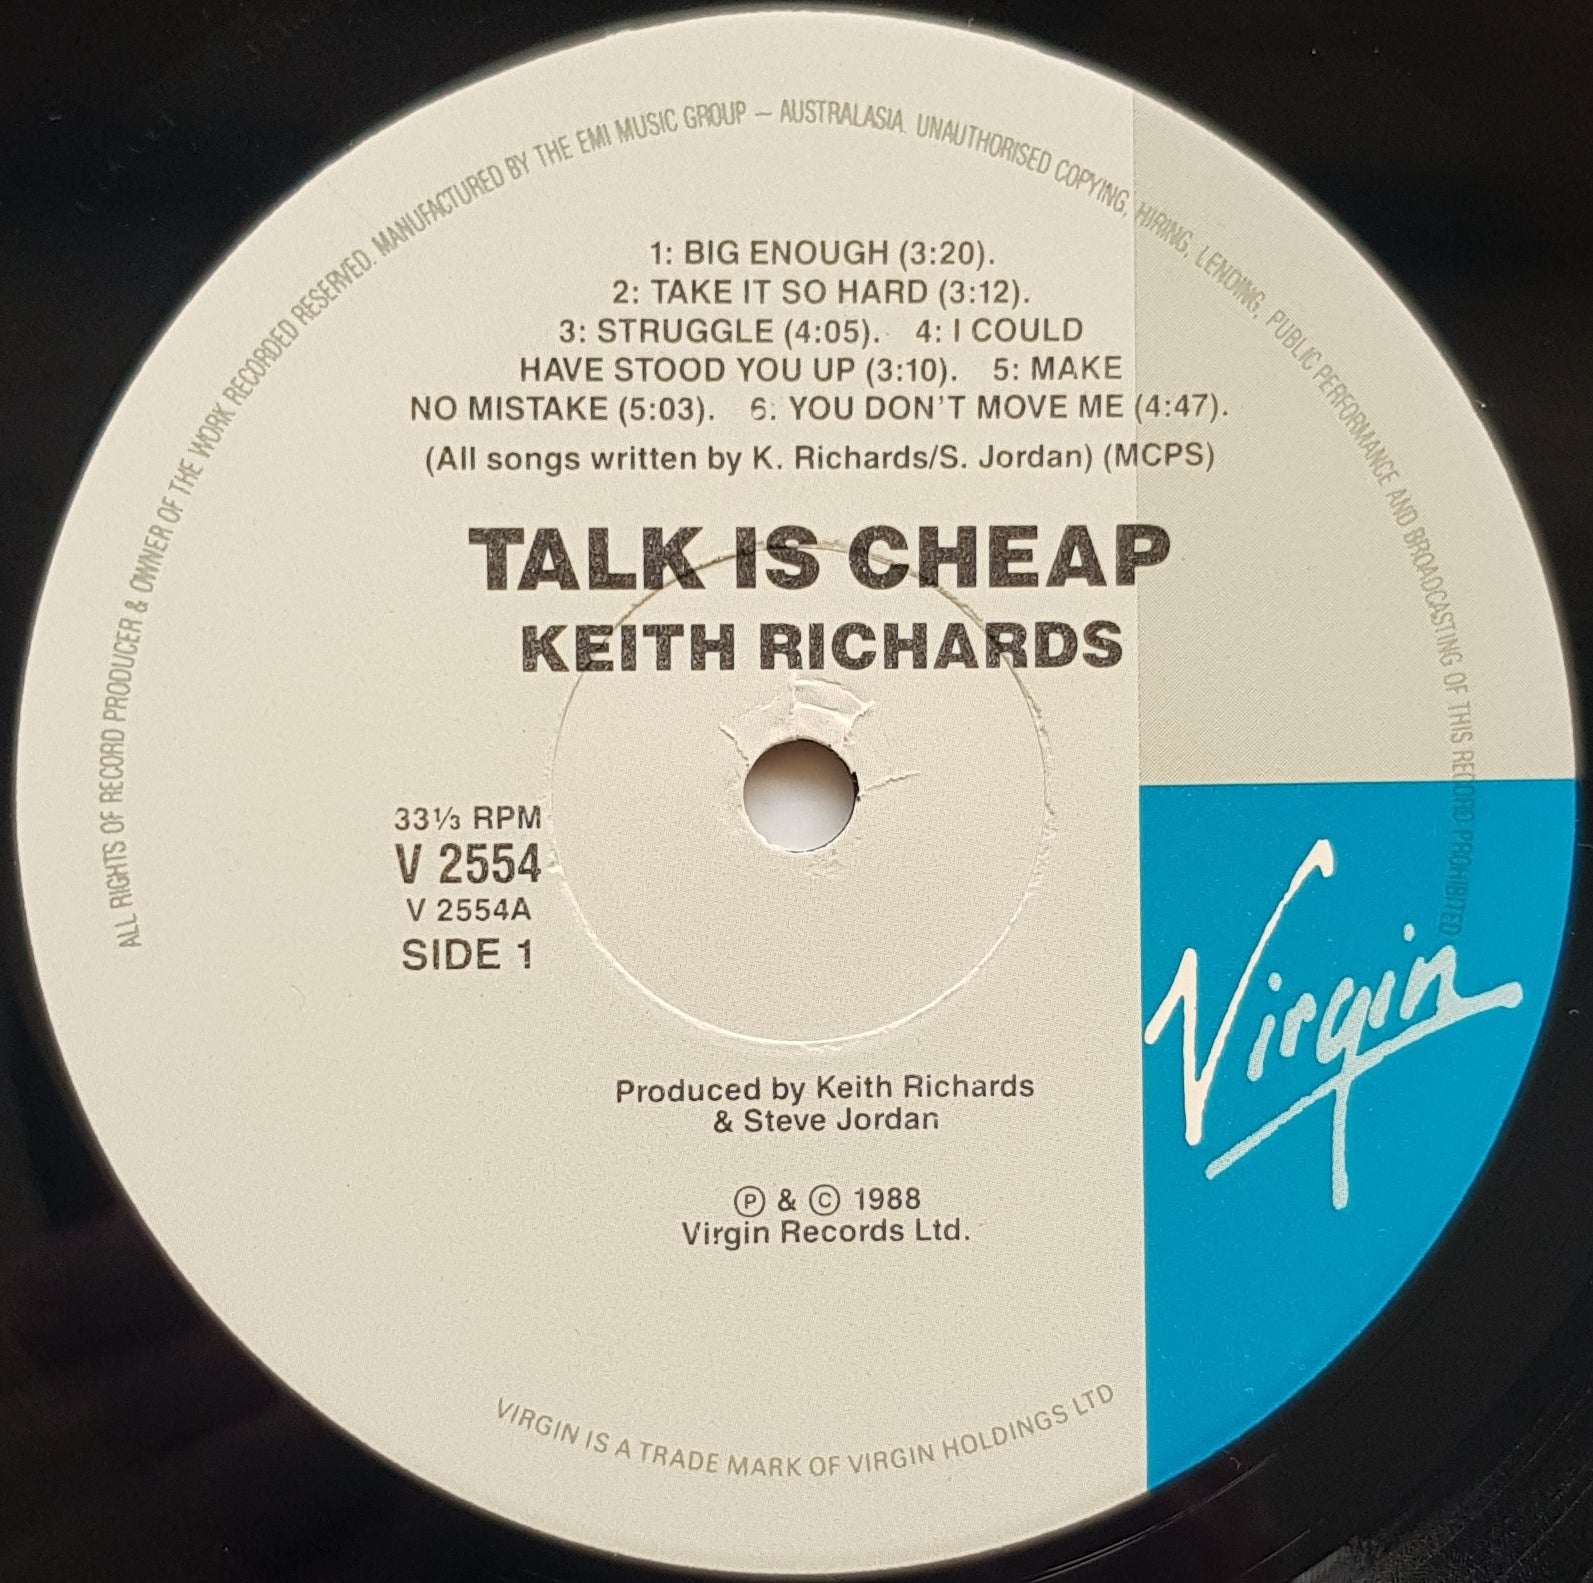 ALL RIGHTS OF RECORD PRODUCER & OWNER OF THE WORK RECORDED RESERVED. MANUFACTURED BY THE EMI MUSIC GROUP – AUSTRALASIA. UNAUTHORISED COPYING, HIRING, LENDING, PUBLIC PERFORMANCE AND BROADCASTING OF THIS RECORD PROHIBITED
1: BIG ENOUGH (3:20).
2: TAKE IT SO HARD (3:12).
3: STRUGGLE (4:05). 4: I COULD
HAVE STOOD YOU UP (3:10). 5: MAKE
NO MISTAKE (5:03). 6: YOU DON'T MOVE ME (4:47).
(All songs written by K. Richards/S. Jordan) (MCPS)
TALK IS CHEAP
KEITH RICHARDS
33⅓ RPM
V 2554
V 2554A
SIDE 1
Virgin
Produced by Keith Richards
& Steve Jordan
Ⓟ & © 1988
Virgin Records Ltd.
VIRGIN IS A TRADE MARK OF VIRGIN HOLDINGS LTD